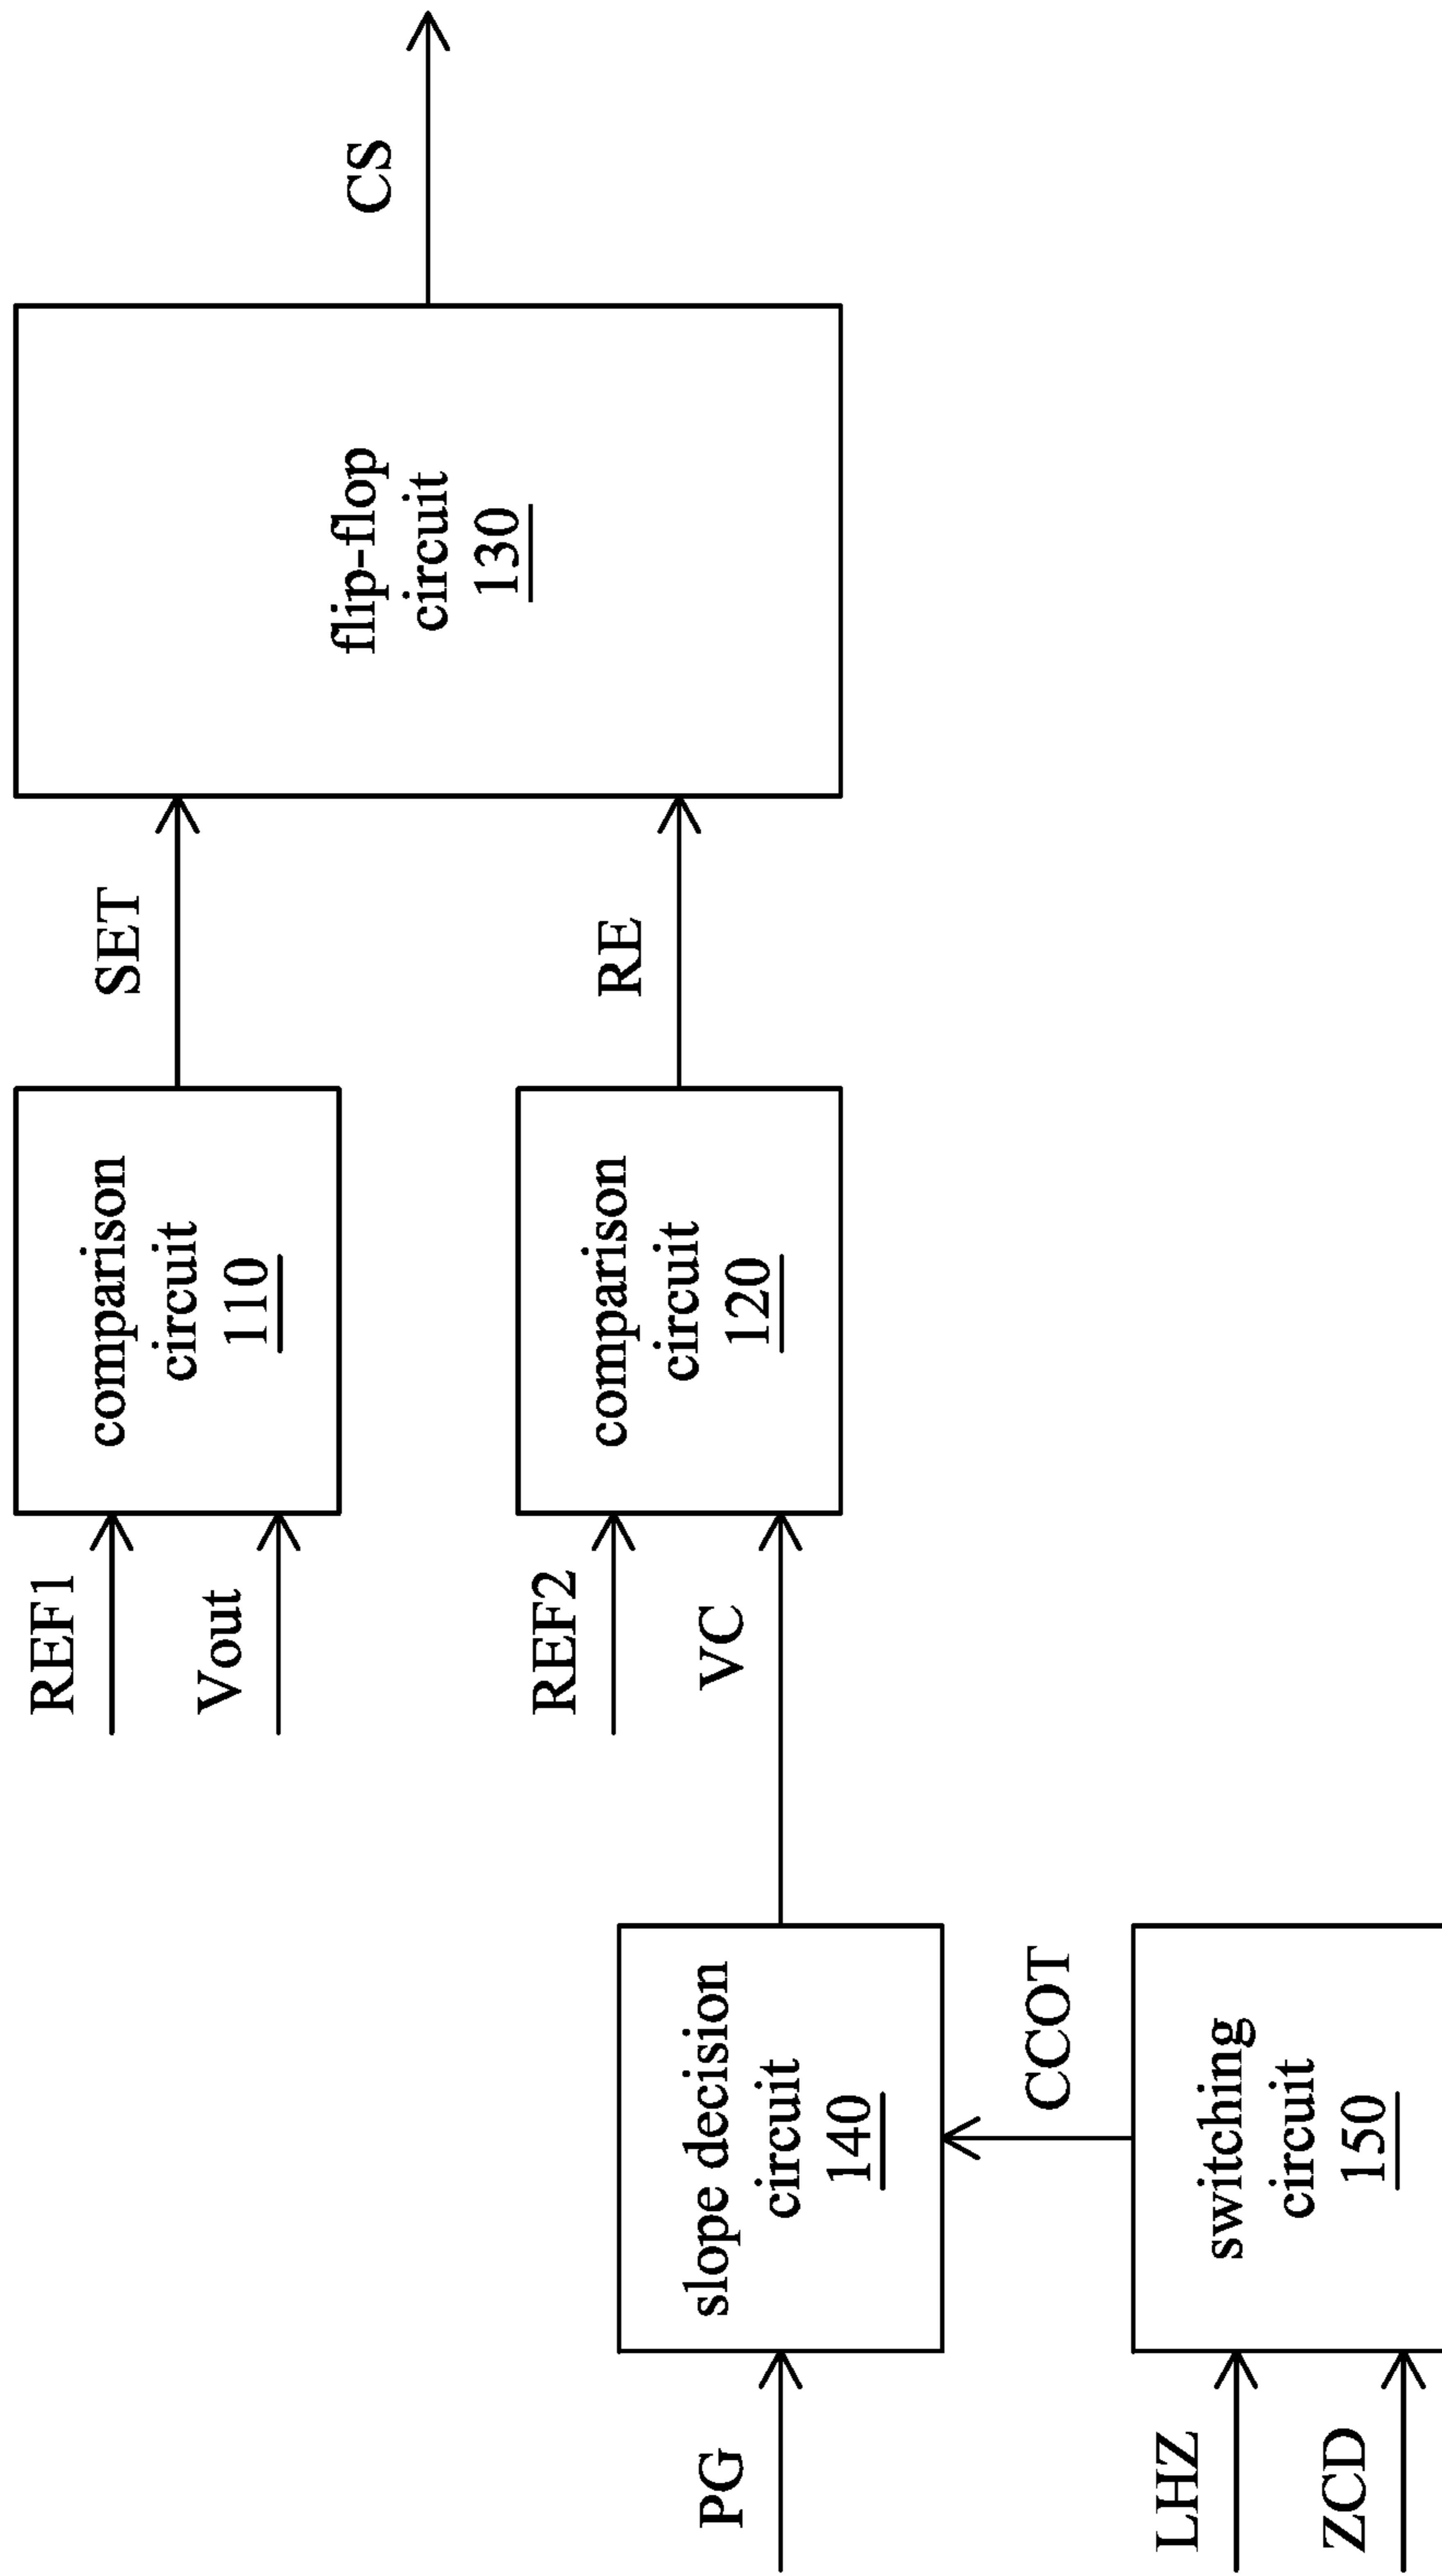 REF1
Vout
comparison
circuit
110
SET
REF2
VC
comparison
circuit
120
RE
flip-flop
circuit
130
CS
PG
slope decision
circuit
140
CCOT
LHZ
ZCD
switching
circuit
150